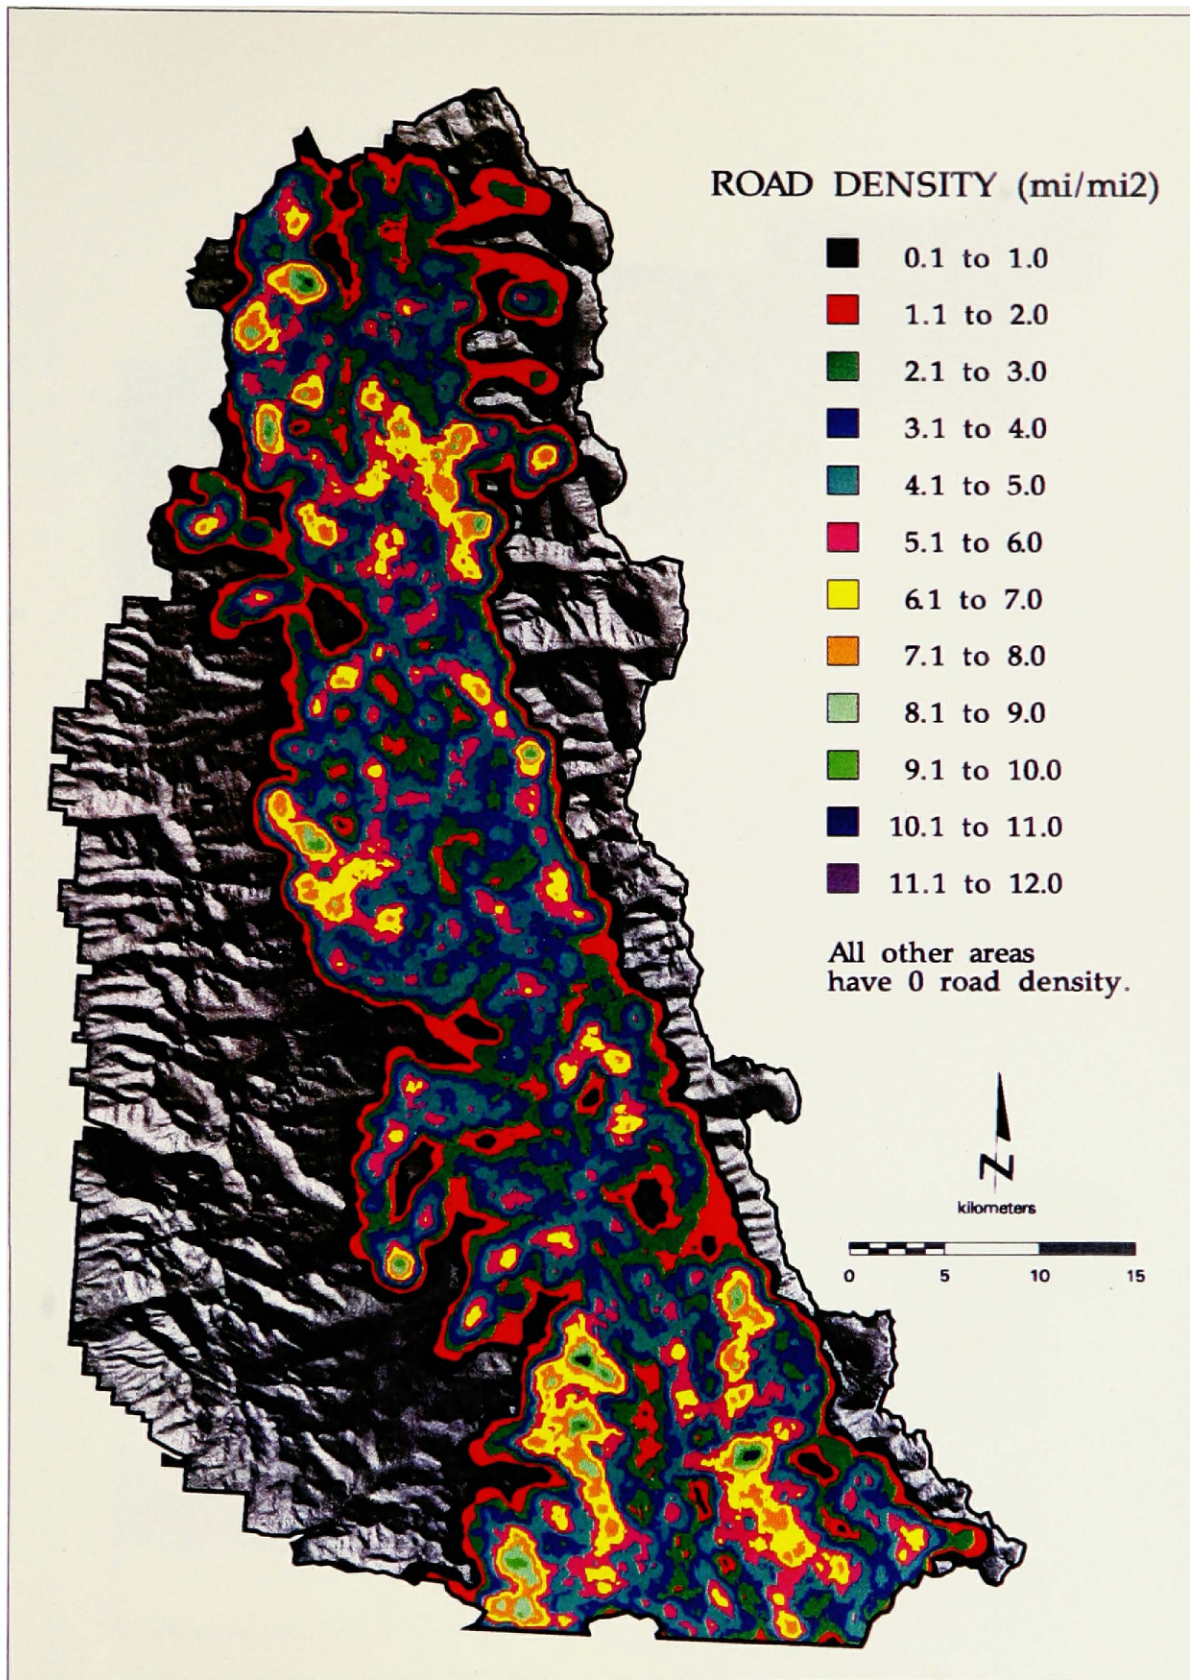 ROAD DENSITY (mi/mi2)
0.1 to 1.0
1.1 to 2.0
2.1 to 3.0
3.1 to 4.0
4.1 to 5.0
5.1 to 6.0
6.1 to 7.0
7.1 to 8.0
8.1 to 9.0
9.1 to 10.0
10.1 to 11.0
11.1 to 12.0
All other areas
have 0 road density.
N
kilometers
0 5 10 15